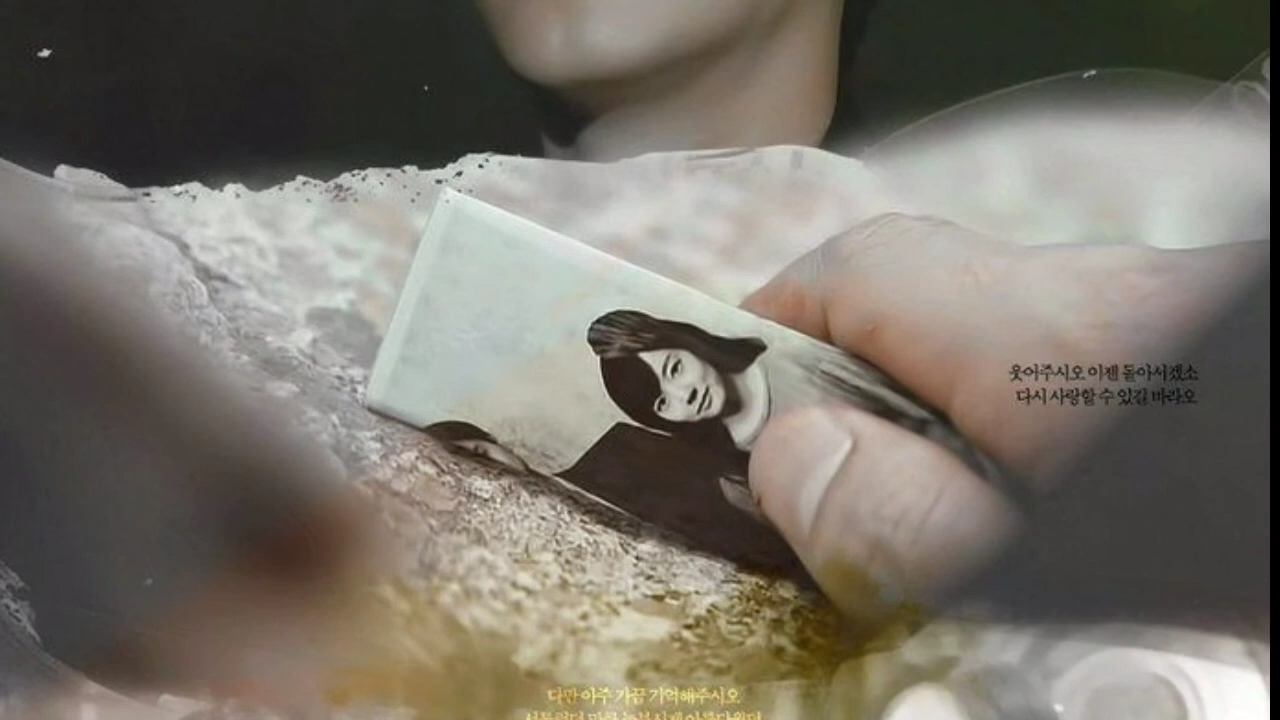 웃어주시오 이젠 돌아서겠소
다시 사랑할 수 있길 바라오
다만 아주 가끔 기억해주시오